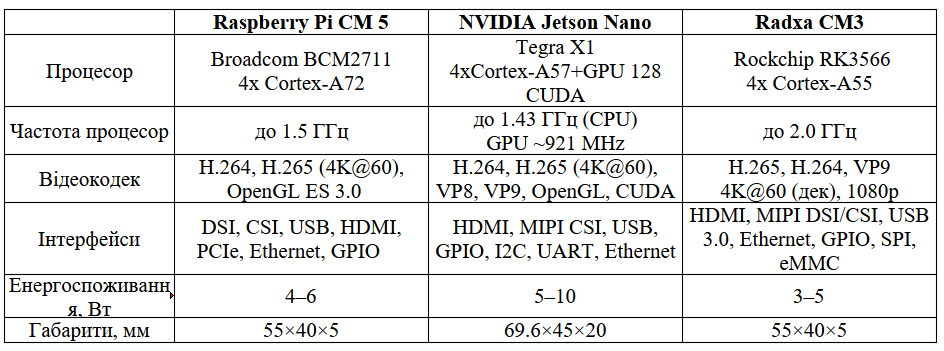 Raspberry Pi CM 5 NVIDIA Jetson Nano Radxa CM3
Процесор
Broadcom BCM2711
4x Cortex-A72
Tegra X1
4xCortex-A57+GPU 128
CUDA
Rockchip RK3566
4x Cortex-A55
Частота процесор
до 1.5 ГГц
до 1.43 ГГц (CPU)
GPU ~921 MHz
до 2.0 ГГц
Відеокодек
H.264, H.265 (4K@60),
OpenGL ES 3.0
H.264, H.265 (4K@60),
VP8, VP9, OpenGL, CUDA
H.265, H.264, VP9
4K@60 (дек), 1080p
Інтерфейси
DSI, CSI, USB, HDMI,
PCIe, Ethernet, GPIO
HDMI, MIPI CSI, USB,
GPIO, I2C, UART, Ethernet
HDMI, MIPI DSI/CSI, USB
3.0, Ethernet, GPIO, SPI,
eMMC
Енергоспоживанн
я, Вт
4–6
5–10
3–5
Габарити, мм
55×40×5
69.6×45×20
55×40×5